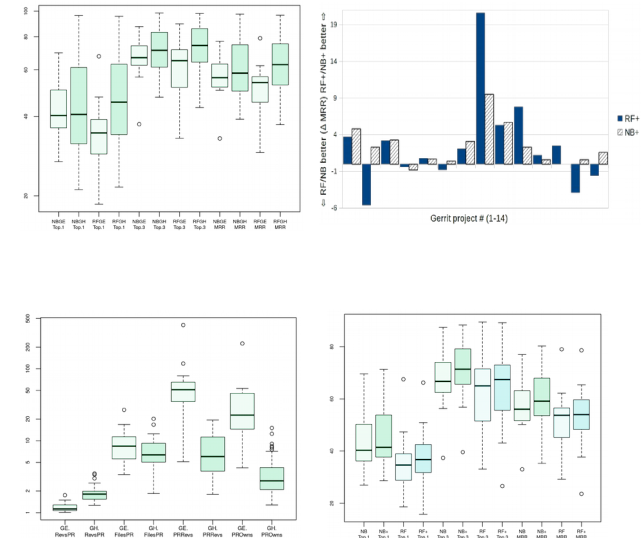 100
80
60
40
20
NBGE NBGH RFGE RFGH NBGE NBGH RFGE RFGH NBGE NBGH RFGE RFGH
Top.1 Top.1 Top.1 Top.1 Top.3 Top.3 Top.3 Top.3 MRR MRR MRR MRR
⇐ RF/NB better (Δ MRR) RF+/NB+ better ⇒
19
14
9
4
-1
-6
Gerrit project # (1-14)
RF+
NB+
500
200
100
50
20
10
5
2
1
GE. GH. GE. GH. GE. GH. GE. GH.
RevsPR RevsPR FilesPR FilesPR PRRevs PRRevs PROwns PROwns
80
60
40
20
NB NB+ RF RF+ NB NB+ RF RF+ NB NB+ RF RF+
Top.1 Top.1 Top.1 Top.1 Top.3 Top.3 Top.3 Top.3 MRR MRR MRR MRR